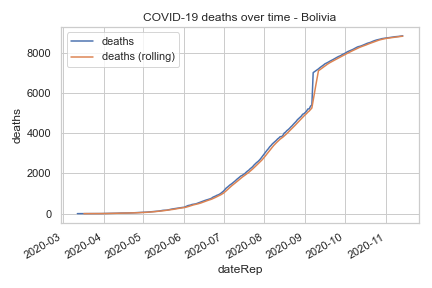 COVID-19 deaths over time - Bolivia
deaths
deaths (rolling)
8000
6000
4000
2000
0
deaths
2020-03
2020-04
2020-05
2020-06
2020-07
2020-08
2020-09
2020-10
2020-11
dateRep